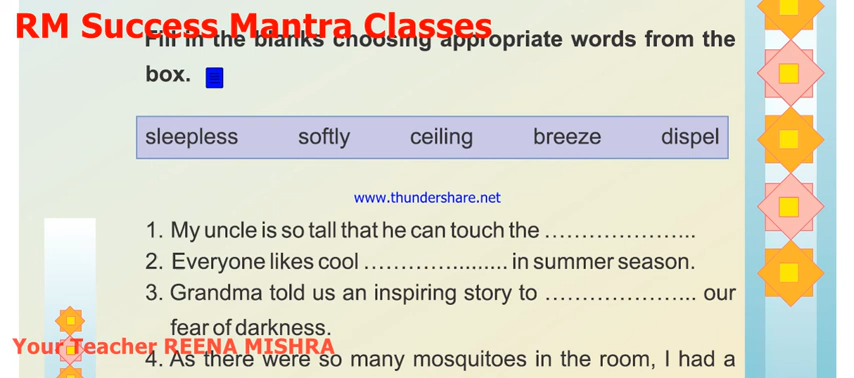 RM Success Mantra Classes
Fill in the blanks choosing appropriate words from the
box.
sleepless softly ceiling breeze dispel
www.thundershare.net
1. My uncle is so tall that he can touch the …………………..
2. Everyone likes cool …………......... in summer season.
3. Grandma told us an inspiring story to ………………….. our
fear of darkness.
Your Teacher REENA MISHRA
4. As there were so many mosquitoes in the room, I had a